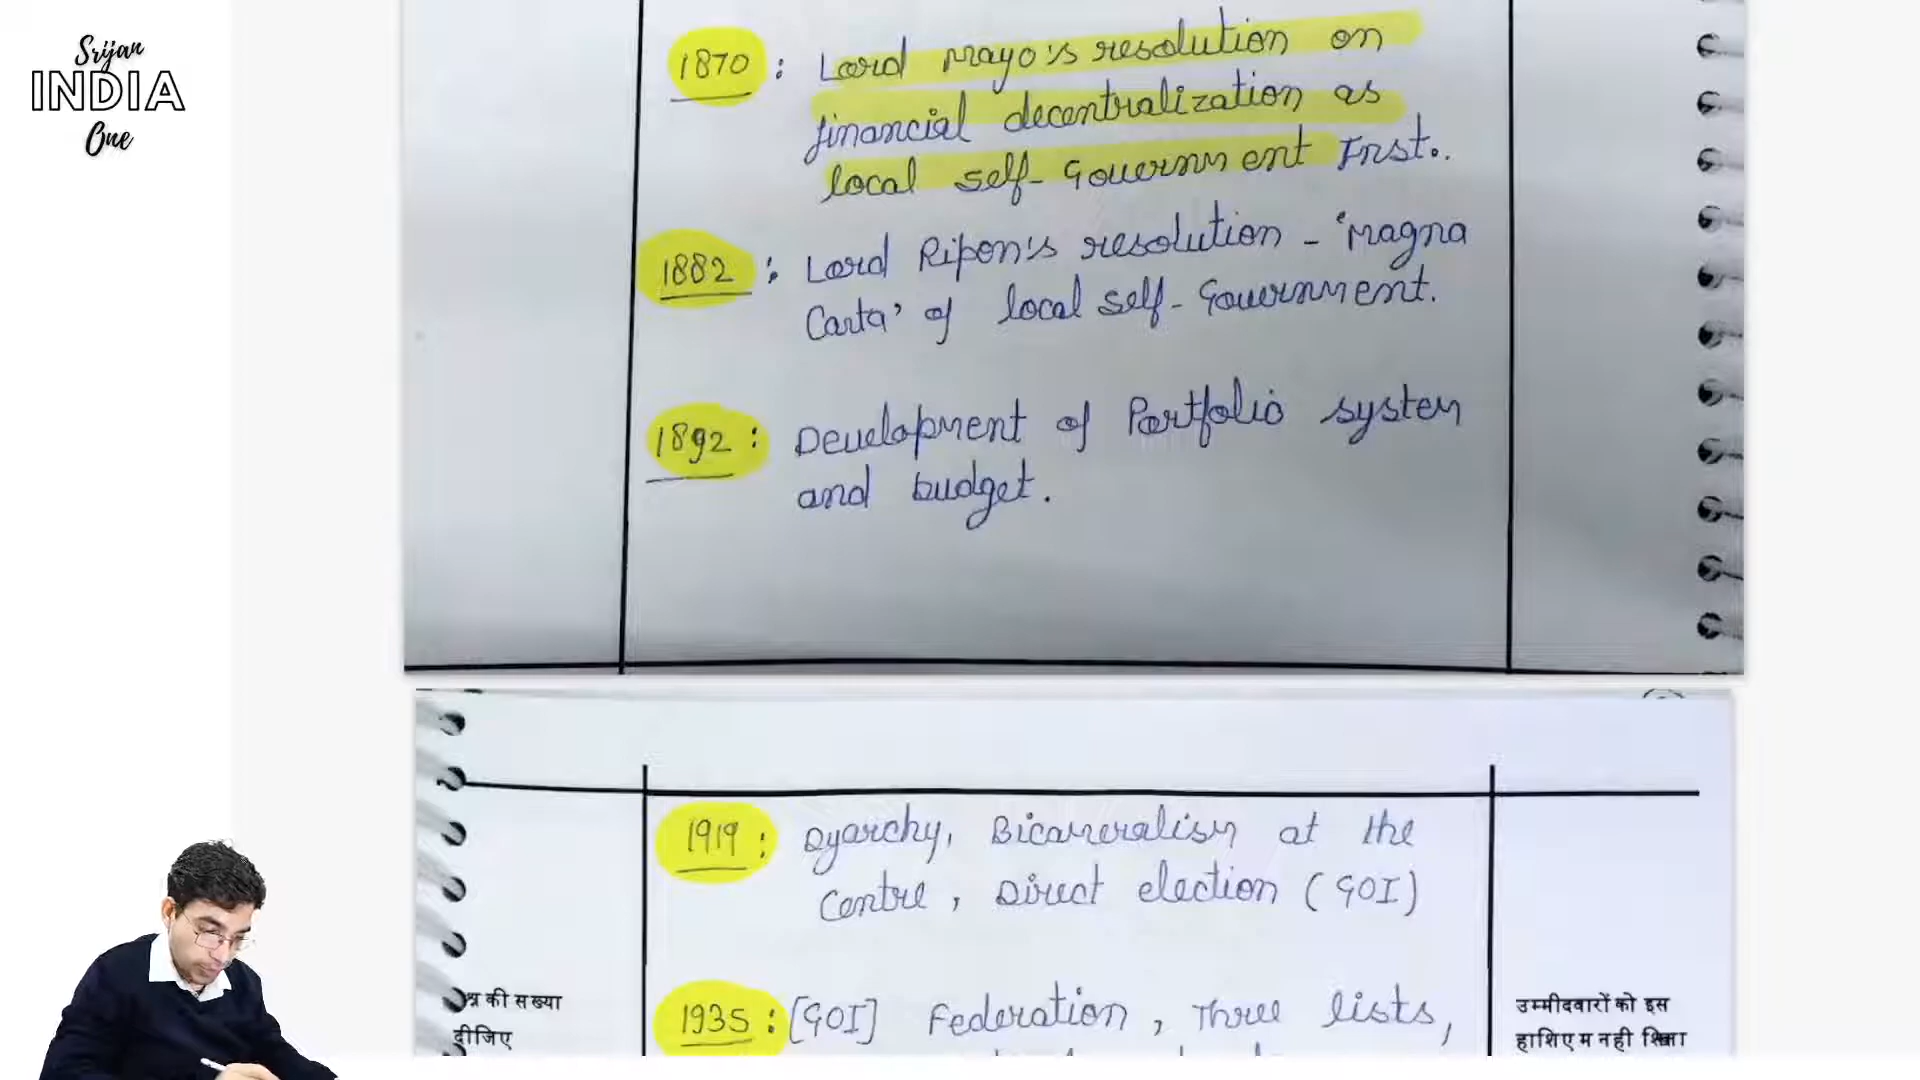 Srijan
INDIA
One
1870 : Lord Mayo's resolution on
financial decentralization as
local self-Government Inst..
1882 : Lord Ripon's resolution - 'Magna
Carta' of local self-Government.
1892 : Development of Portfolio system
and budget.
1919 : Dyarchy, Bicameralism at the
Centre, Direct election (GOI)
1935 : [GOI] Federation, Three lists,
श्न की सख्या
दीजिए
उम्मीदवारों को इस
हाशिए म नही